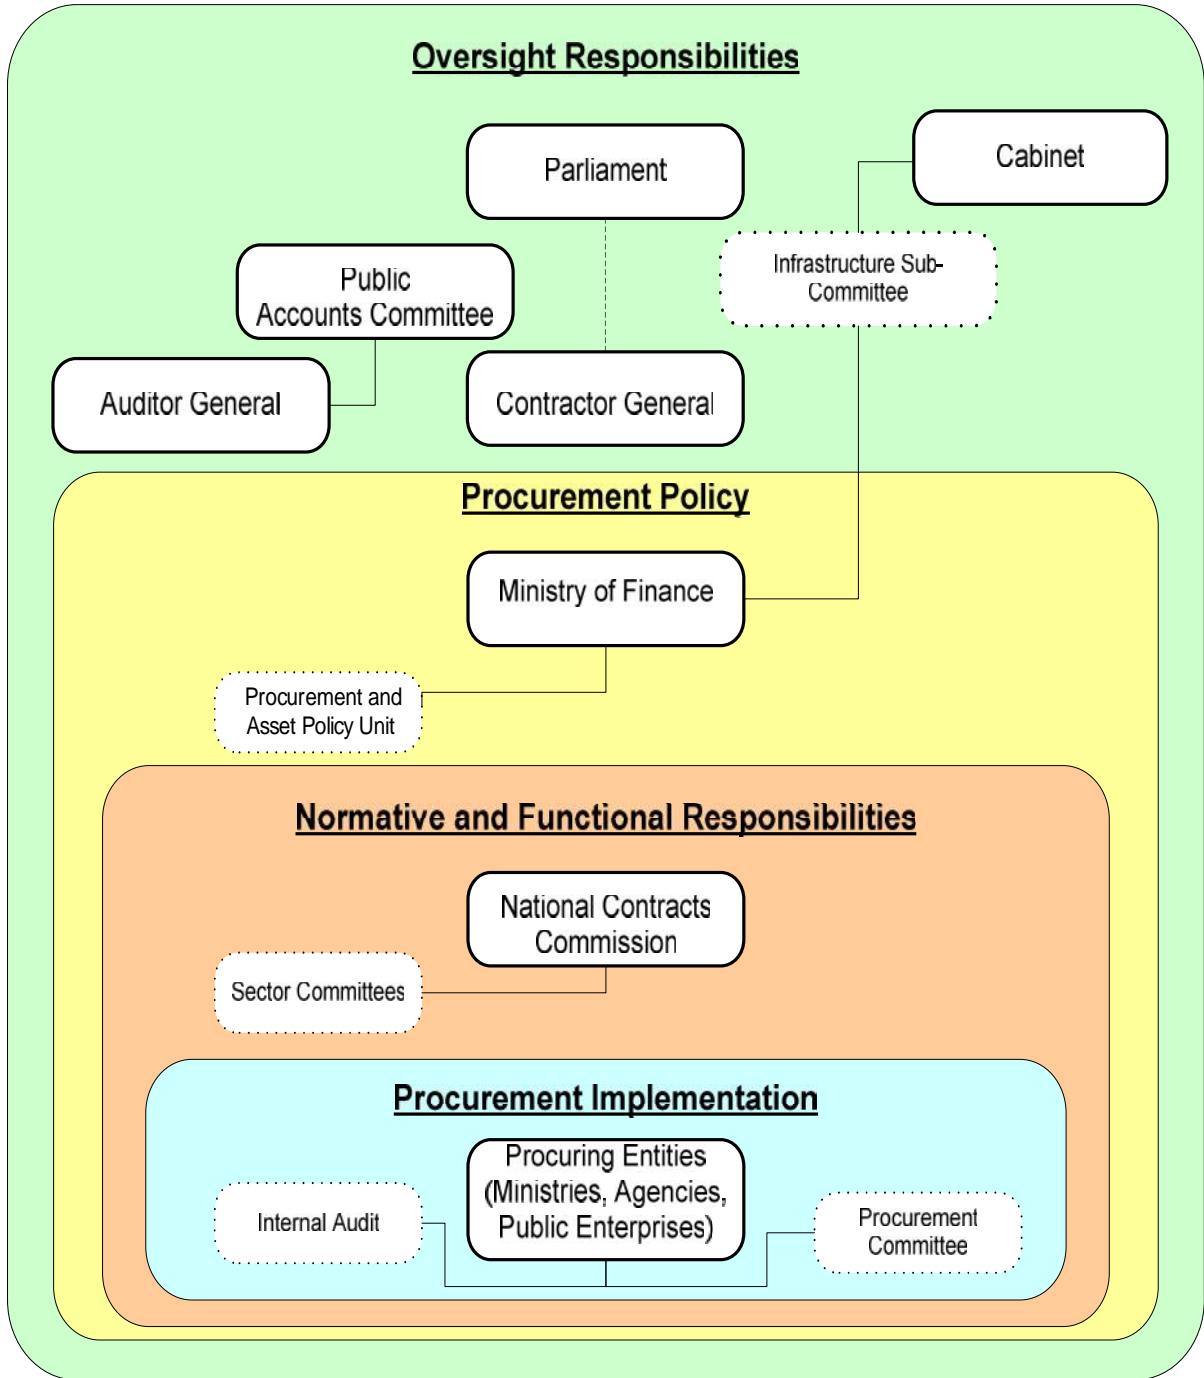 Oversight Responsibilities
Parliament
Cabinet
Infrastructure Sub-
Committee
Public
Accounts Committee
Auditor General
Contractor General
Procurement Policy
Ministry of Finance
Procurement and
Asset Policy Unit
Normative and Functional Responsibilities
National Contracts
Commission
Sector Committees
Procurement Implementation
Procuring Entities
(Ministries, Agencies,
Public Enterprises)
Internal Audit
Procurement
Committee